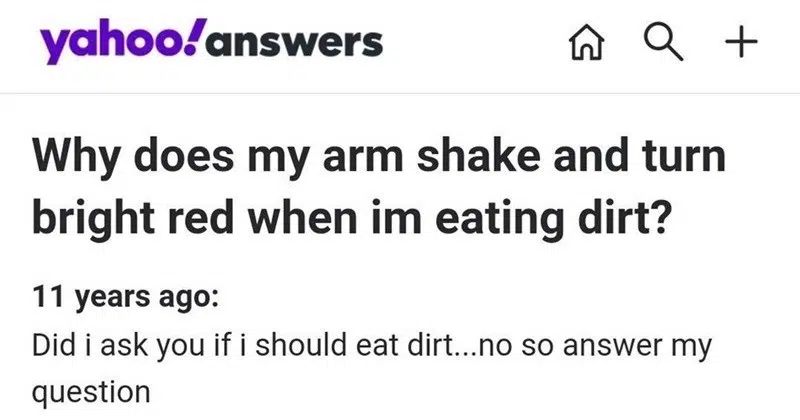 yahoo!answers
Why does my arm shake and turn
bright red when im eating dirt?
11 years ago:
Did i ask you if i should eat dirt...no so answer my
question